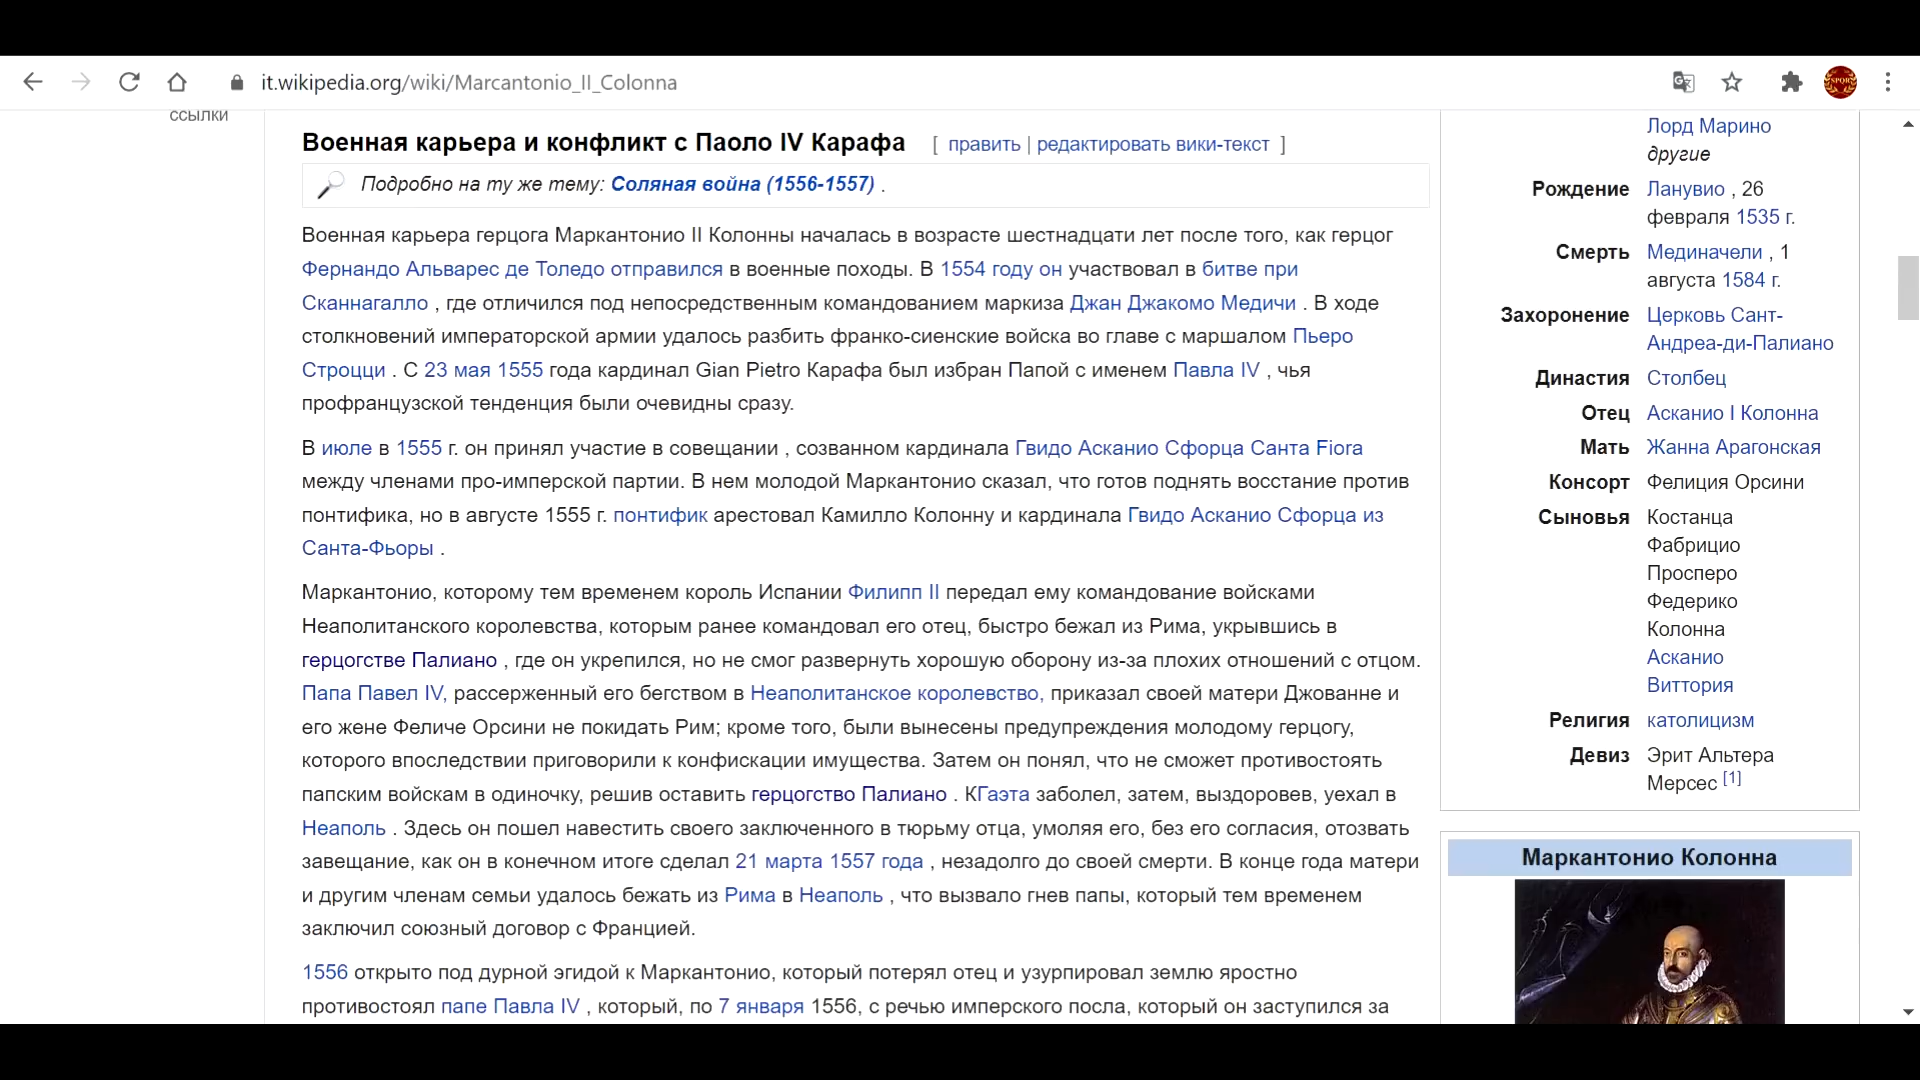 it.wikipedia.org/wiki/Marcantonio_II_Colonna
SPQR
ссылки
Военная карьера и конфликт с Паоло IV Карафа [ править | редактировать вики-текст ]
Подробно на ту же тему: Соляная война (1556-1557) .
Военная карьера герцога Маркантонио II Колонны началась в возрасте шестнадцати лет после того, как герцог
Фернандо Альварес де Толедо отправился в военные походы. В 1554 году он участвовал в битве при
Сканнагалло , где отличился под непосредственным командованием маркиза Джан Джакомо Медичи . В ходе
столкновений императорской армии удалось разбить франко-сиенские войска во главе с маршалом Пьеро
Строцци . С 23 мая 1555 года кардинал Gian Pietro Карафа был избран Папой с именем Павла IV , чья
профранцузской тенденция были очевидны сразу.
В июле в 1555 г. он принял участие в совещании , созванном кардинала Гвидо Асканио Сфорца Санта Fiora
между членами про-имперской партии. В нем молодой Маркантонио сказал, что готов поднять восстание против
понтифика, но в августе 1555 г. понтифик арестовал Камилло Колонну и кардинала Гвидо Асканио Сфорца из
Санта-Фьоры .
Маркантонио, которому тем временем король Испании Филипп II передал ему командование войсками
Неаполитанского королевства, которым ранее командовал его отец, быстро бежал из Рима, укрывшись в
герцогстве Палиано , где он укрепился, но не смог развернуть хорошую оборону из-за плохих отношений с отцом.
Папа Павел IV, рассерженный его бегством в Неаполитанское королевство, приказал своей матери Джованне и
его жене Феличе Орсини не покидать Рим; кроме того, были вынесены предупреждения молодому герцогу,
которого впоследствии приговорили к конфискации имущества. Затем он понял, что не сможет противостоять
папским войскам в одиночку, решив оставить герцогство Палиано . КГаэта заболел, затем, выздоровев, уехал в
Неаполь . Здесь он пошел навестить своего заключенного в тюрьму отца, умоляя его, без его согласия, отозвать
завещание, как он в конечном итоге сделал 21 марта 1557 года , незадолго до своей смерти. В конце года матери
и другим членам семьи удалось бежать из Рима в Неаполь , что вызвало гнев папы, который тем временем
заключил союзный договор с Францией.
1556 открыто под дурной эгидой к Маркантонио, который потерял отец и узурпировал землю яростно
противостоял папе Павла IV , который, по 7 января 1556, с речью имперского посла, который он заступился за
Лорд Марино
другие
Рождение Ланувио , 26
февраля 1535 г.
Смерть Мединачели , 1
августа 1584 г.
Захоронение Церковь Сант-
Андреа-ди-Палиано
Династия Столбец
Отец Асканио I Колонна
Мать Жанна Арагонская
Консорт Фелиция Орсини
Сыновья Костанца
Фабрицио
Просперо
Федерико
Колонна
Асканио
Виттория
Религия католицизм
Девиз Эрит Альтера
Мерсес [1]
Маркантонио Колонна